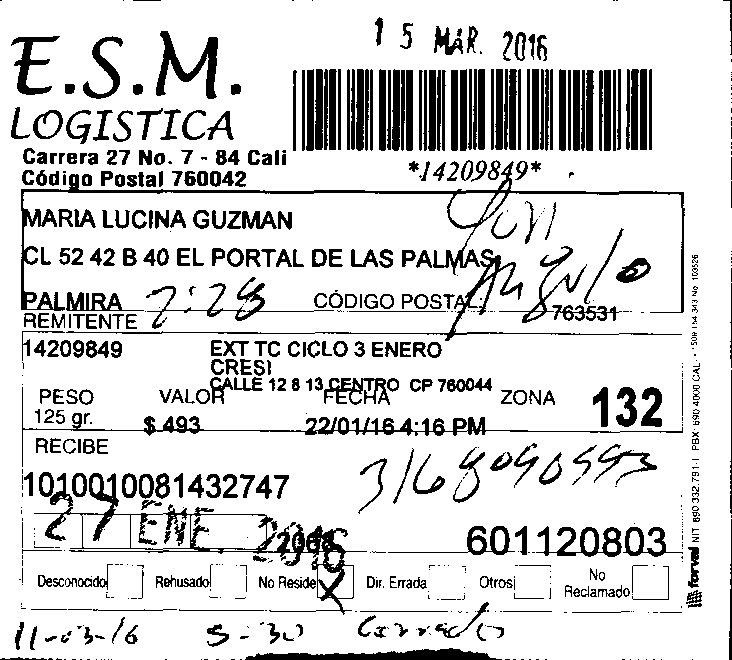 15 MAR. 2016
E.S.M.
LOGISTICA
Carrera 27 No. 7 - 84 Cali
Código Postal 760042
*14209849*
MARIA LUCINA GUZMAN
CL 52 42 B 40 EL PORTAL DE LAS PALMAS
PALMIRA 2:28 CÓDIGO POSTAL: 763531
REMITENTE
14209849 EXT TC CICLO 3 ENERO
CRESI
CALLE 12 8 13 CENTRO CP 760044
PESO VALOR FECHA ZONA 132
125 gr. $ 493 22/01/16 4:16 PM
RECIBE
1010010081432747
27 ENE. 2016
601120803
Desconocido Rehusado No Reside X Dir. Errada Otros No Reclamado
11-03-16 5-30 Cerrado
forval